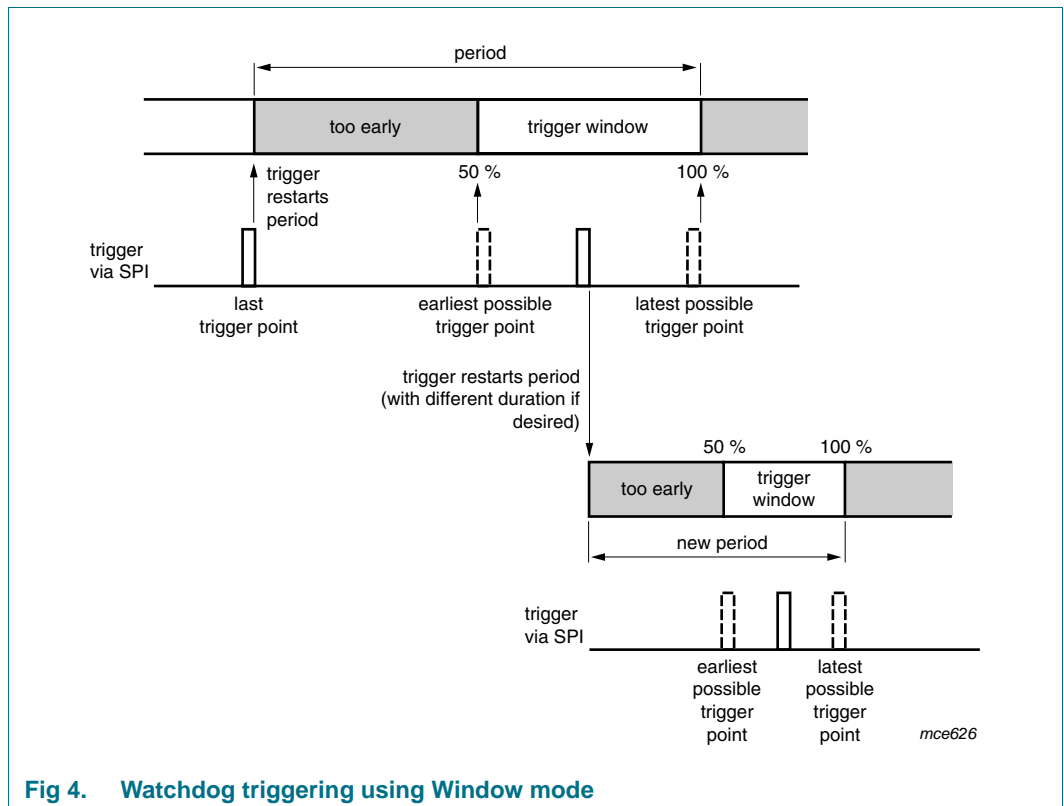 period
too early
trigger window
trigger
restarts
period
50 %
100 %
trigger
via SPI
last
trigger point
earliest possible
trigger point
latest possible
trigger point
trigger restarts period
(with different duration if
desired)
50 %
100 %
too early
trigger
window
new period
trigger
via SPI
earliest
possible
trigger
point
latest
possible
trigger
point
mce626
Fig 4. Watchdog triggering using Window mode